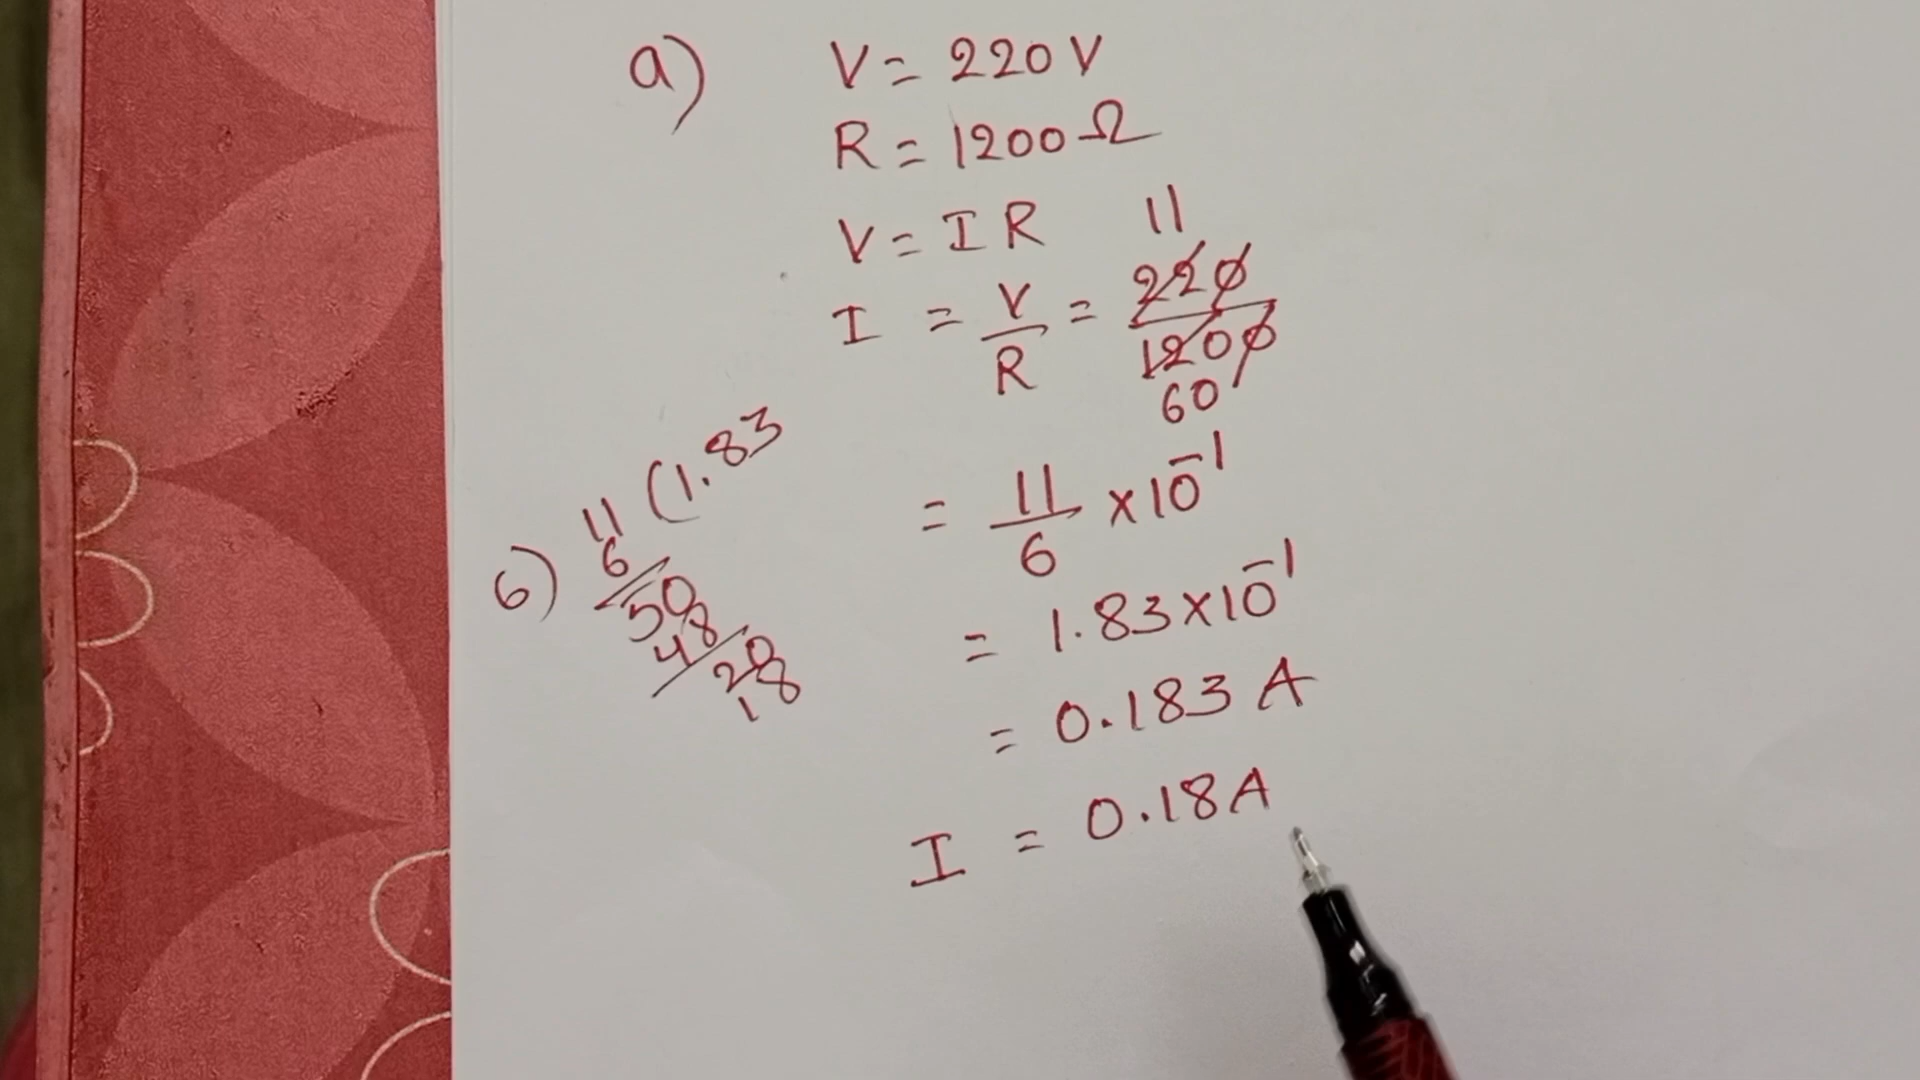 a) V = 220 V
R = 1200 Ω
V = I R
11
I = V/R = 220/1200
60
= 11/6 × 10⁻¹
= 1.83 × 10⁻¹
= 0.183 A
I = 0.18 A
6) 11 (1.83
6
50
48
20
18